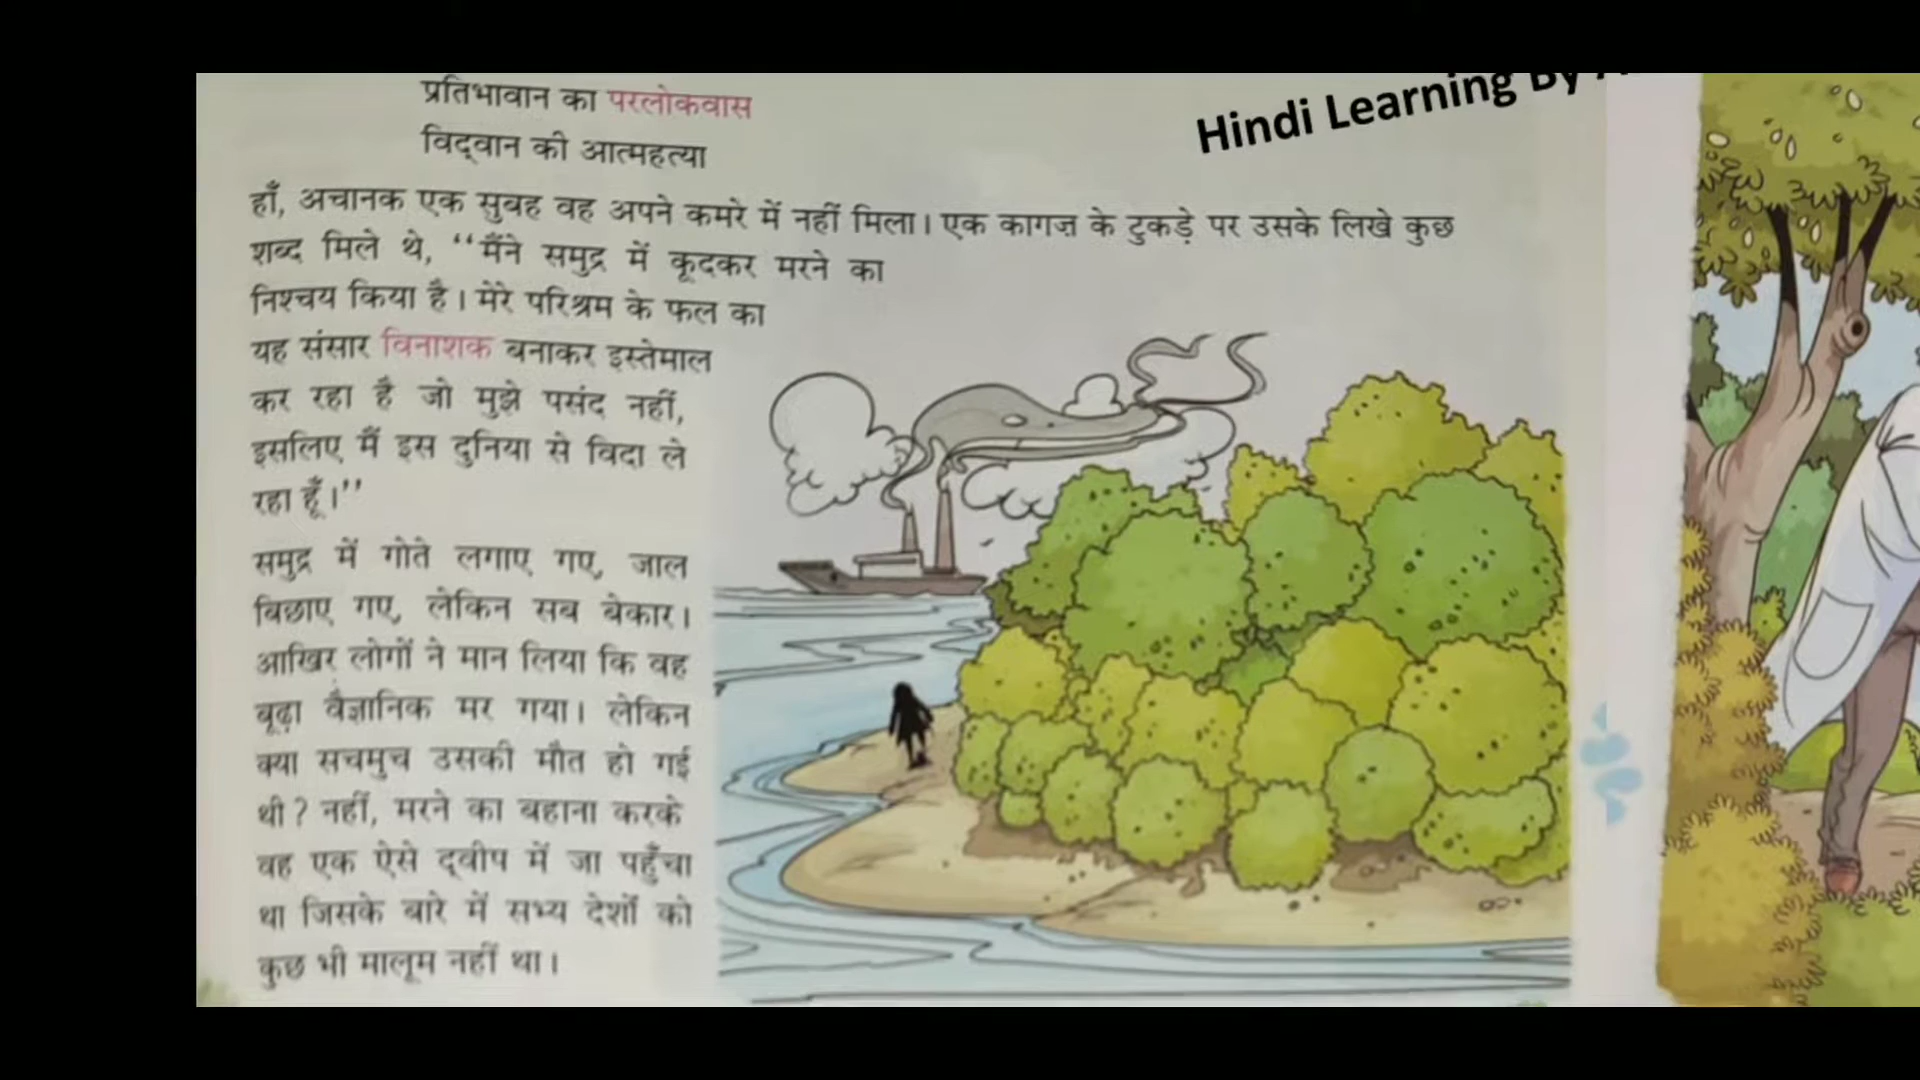 प्रतिभावान का परलोकवास
Hindi Learning By
विद्वान की आत्महत्या
हाँ, अचानक एक सुबह वह अपने कमरे में नहीं मिला। एक कागज़ के टुकड़े पर उसके लिखे कुछ
शब्द मिले थे, “मैंने समुद्र में कूदकर मरने का
निश्चय किया है। मेरे परिश्रम के फल का
यह संसार विनाशक बनाकर इस्तेमाल
कर रहा है जो मुझे पसंद नहीं,
इसलिए मैं इस दुनिया से विदा ले
रहा हूँ।”
समुद्र में गोते लगाए गए, जाल
बिछाए गए, लेकिन सब बेकार।
आखिर लोगों ने मान लिया कि वह
बूढ़ा वैज्ञानिक मर गया। लेकिन
क्या सचमुच उसकी मौत हो गई
थी? नहीं, मरने का बहाना करके
वह एक ऐसे द्वीप में जा पहुँचा
था जिसके बारे में सभ्य देशों को
कुछ भी मालूम नहीं था।